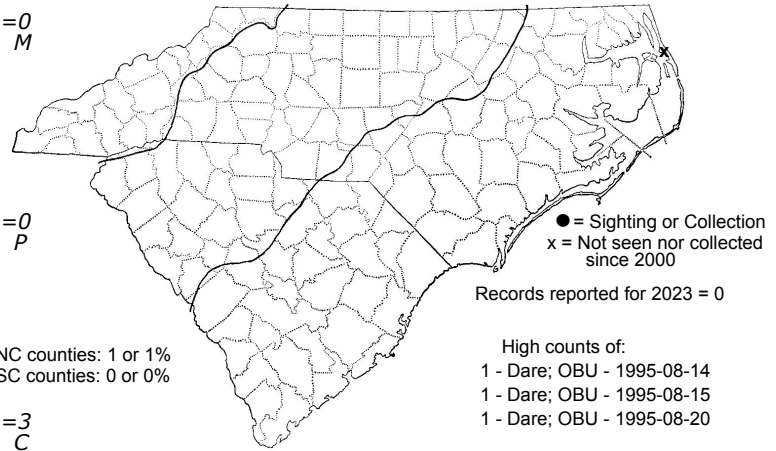 =0
M
x
=0
P
● = Sighting or Collection
x = Not seen nor collected
since 2000
Records reported for 2023 = 0
NC counties: 1 or 1%
SC counties: 0 or 0%
High counts of:
1 - Dare; OBU - 1995-08-14
1 - Dare; OBU - 1995-08-15
1 - Dare; OBU - 1995-08-20
=3
C